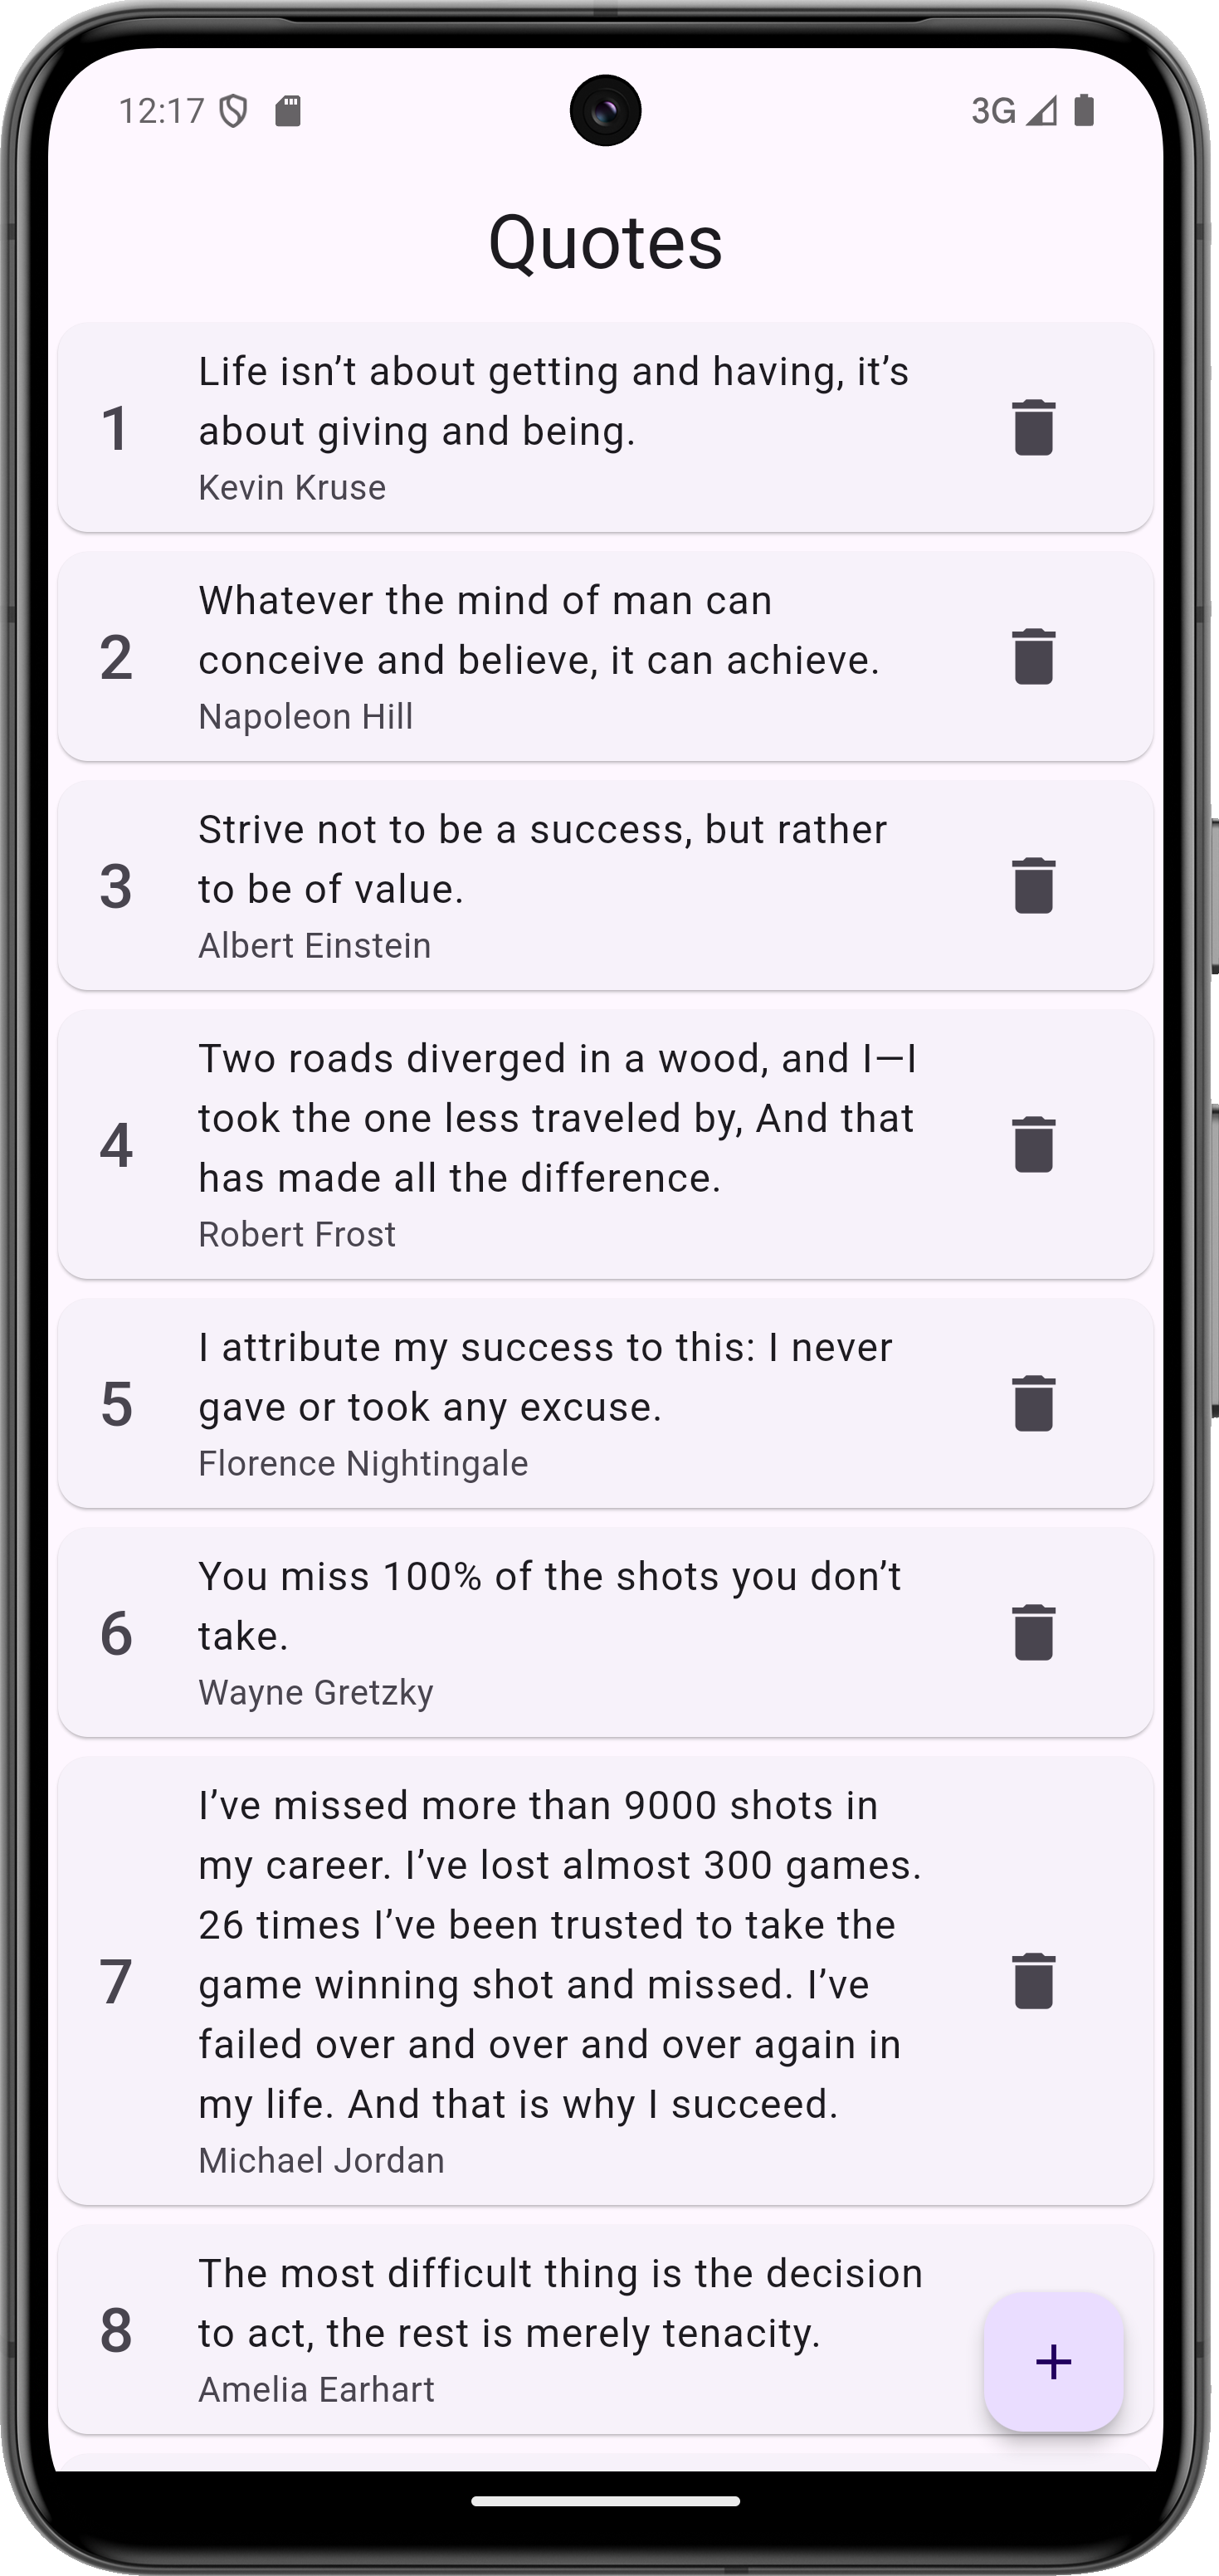 12:17 3G
Quotes
Life isn’t about getting and having, it’s
1
about giving and being.
Kevin Kruse
Whatever the mind of man can
2
conceive and believe, it can achieve.
Napoleon Hill
Strive not to be a success, but rather
3
to be of value.
Albert Einstein
Two roads diverged in a wood, and I—I
4
took the one less traveled by, And that
has made all the difference.
Robert Frost
I attribute my success to this: I never
5
gave or took any excuse.
Florence Nightingale
You miss 100% of the shots you don’t
6
take.
Wayne Gretzky
I’ve missed more than 9000 shots in
my career. I’ve lost almost 300 games.
26 times I’ve been trusted to take the
7
game winning shot and missed. I’ve
failed over and over and over again in
my life. And that is why I succeed.
Michael Jordan
The most difficult thing is the decision
8
to act, the rest is merely tenacity.
Amelia Earhart
+